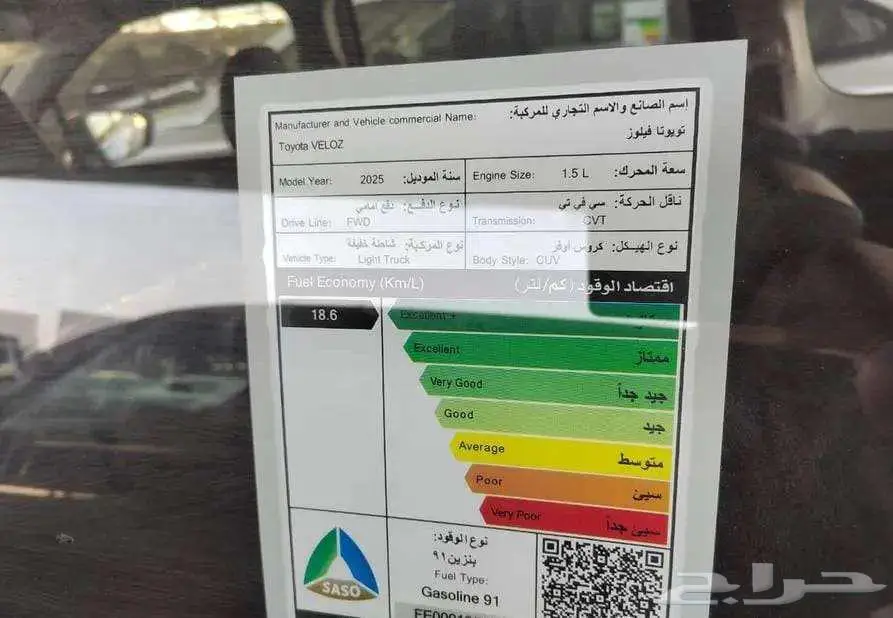 إسم الصانع والاسم التجاري للمركبة:
Manufacturer and Vehicle commercial Name:
تويوتا فيلوز
Toyota VELOZ
Model Year: 2025 سنة الموديل:
Engine Size: 1.5 L سعة المحرك:
نوع الدفع: دفع امامي
Drive Line: FWD
ناقل الحركة: سي في تي
Transmission: CVT
نوع المركبة: شاحنة خفيفة
Vehicle Type: Light Truck
نوع الهيكل: كروس اوفر
Body Style: CUV
Fuel Economy (Km/L) اقتصاد الوقود (كم/لتر)
18.6
Excellent +
Excellent ممتاز
Very Good جيد جداً
Good جيد
Average متوسط
Poor سيئ
Very Poor سيئ جداً
SASO
نوع الوقود:
بنزين ٩١
Fuel Type:
Gasoline 91
حراج